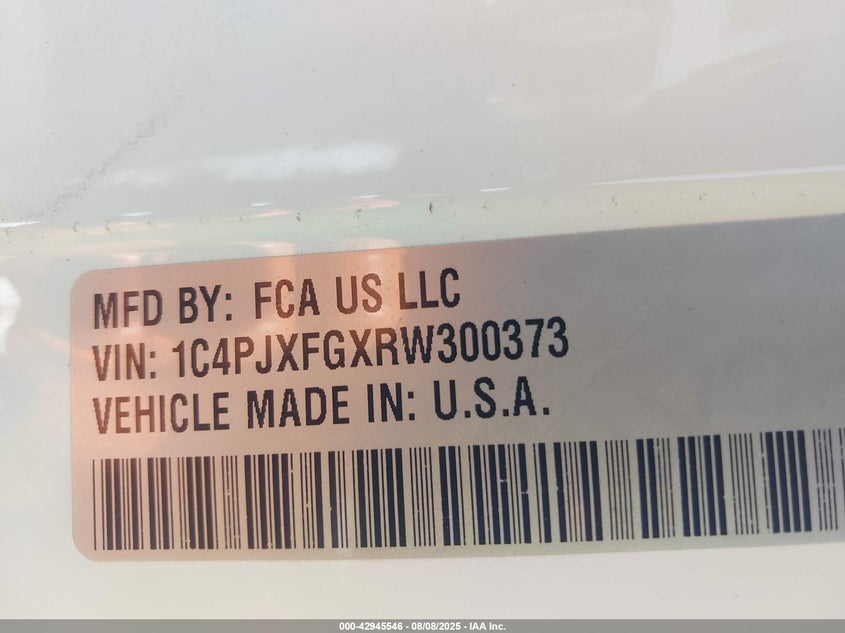 MFD BY: FCA US LLC
VIN: 1C4PJXFGXRW300373
VEHICLE MADE IN: U.S.A.
000-42945546 - 08/08/2025 - IAA Inc.